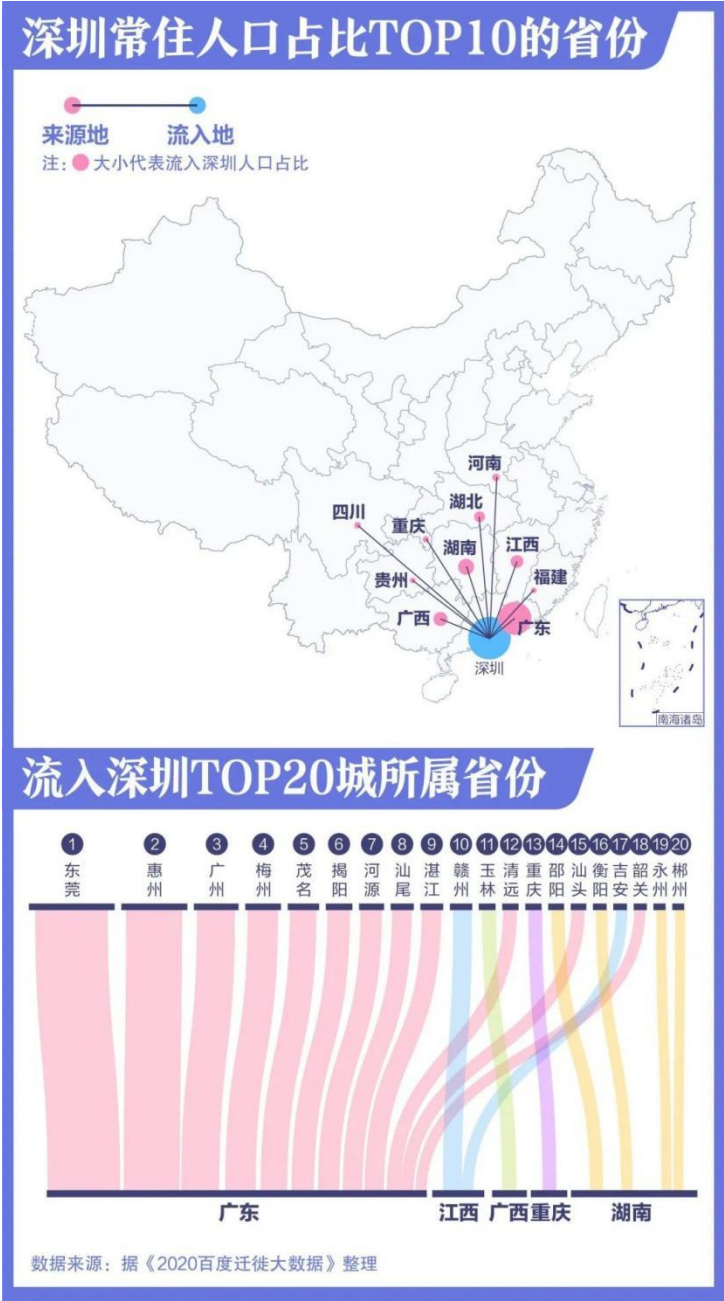 深圳常住人口占比TOP10的省份
来源地 流入地
注: 大小代表流入深圳人口占比
河南
四川
重庆
湖北
湖南
江西
贵州
福建
广西
广东
深圳
南海诸岛
流入深圳TOP20城所属省份
1 2 3 4 5 6 7 8 9 10 11 12 13 14 15 16 17 18 19 20
东莞 惠州 广州 梅州 茂名 揭阳 河源 汕尾 湛江 赣州 玉林 清远 重庆 邵阳 汕头 衡阳 吉安 韶关 永州 郴州
广东 江西 广西 重庆 湖南
数据来源：据《2020百度迁徙大数据》整理